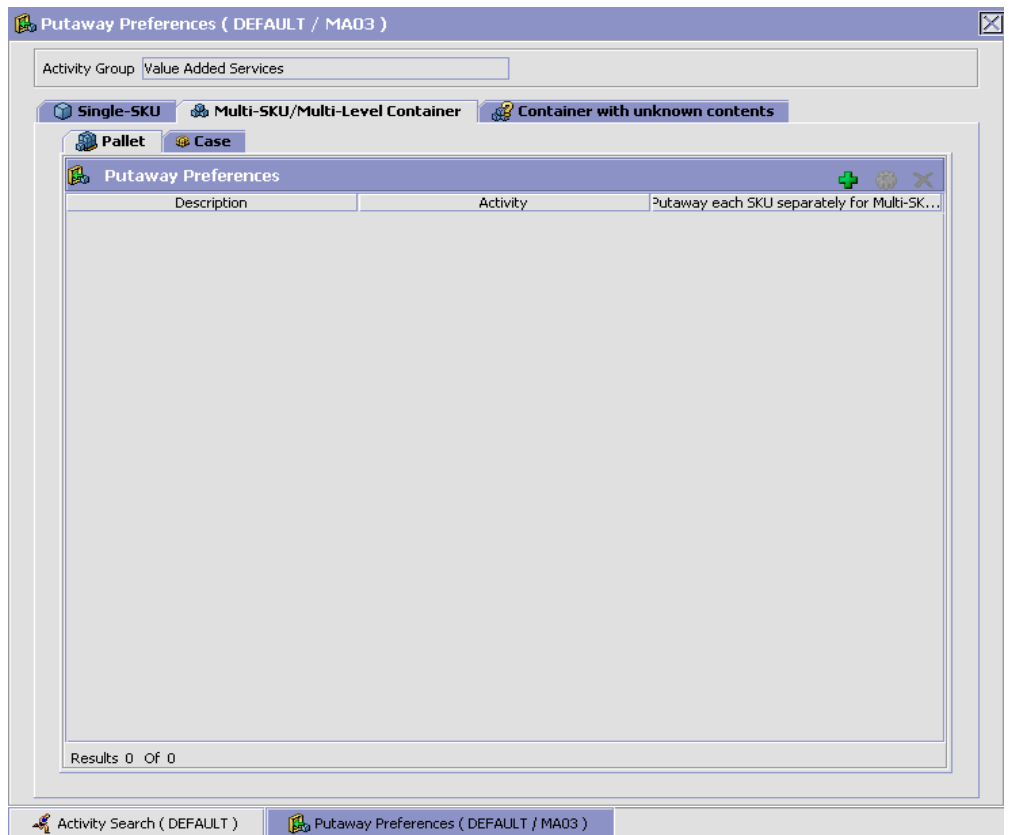 Putaway Preferences ( DEFAULT / MA03 )
Activity Group Value Added Services
Single-SKU Multi-SKU/Multi-Level Container Container with unknown contents
Pallet Case
Putaway Preferences
Description Activity Putaway each SKU separately for Multi-SK...
Results 0 Of 0
Activity Search ( DEFAULT ) Putaway Preferences ( DEFAULT / MA03 )